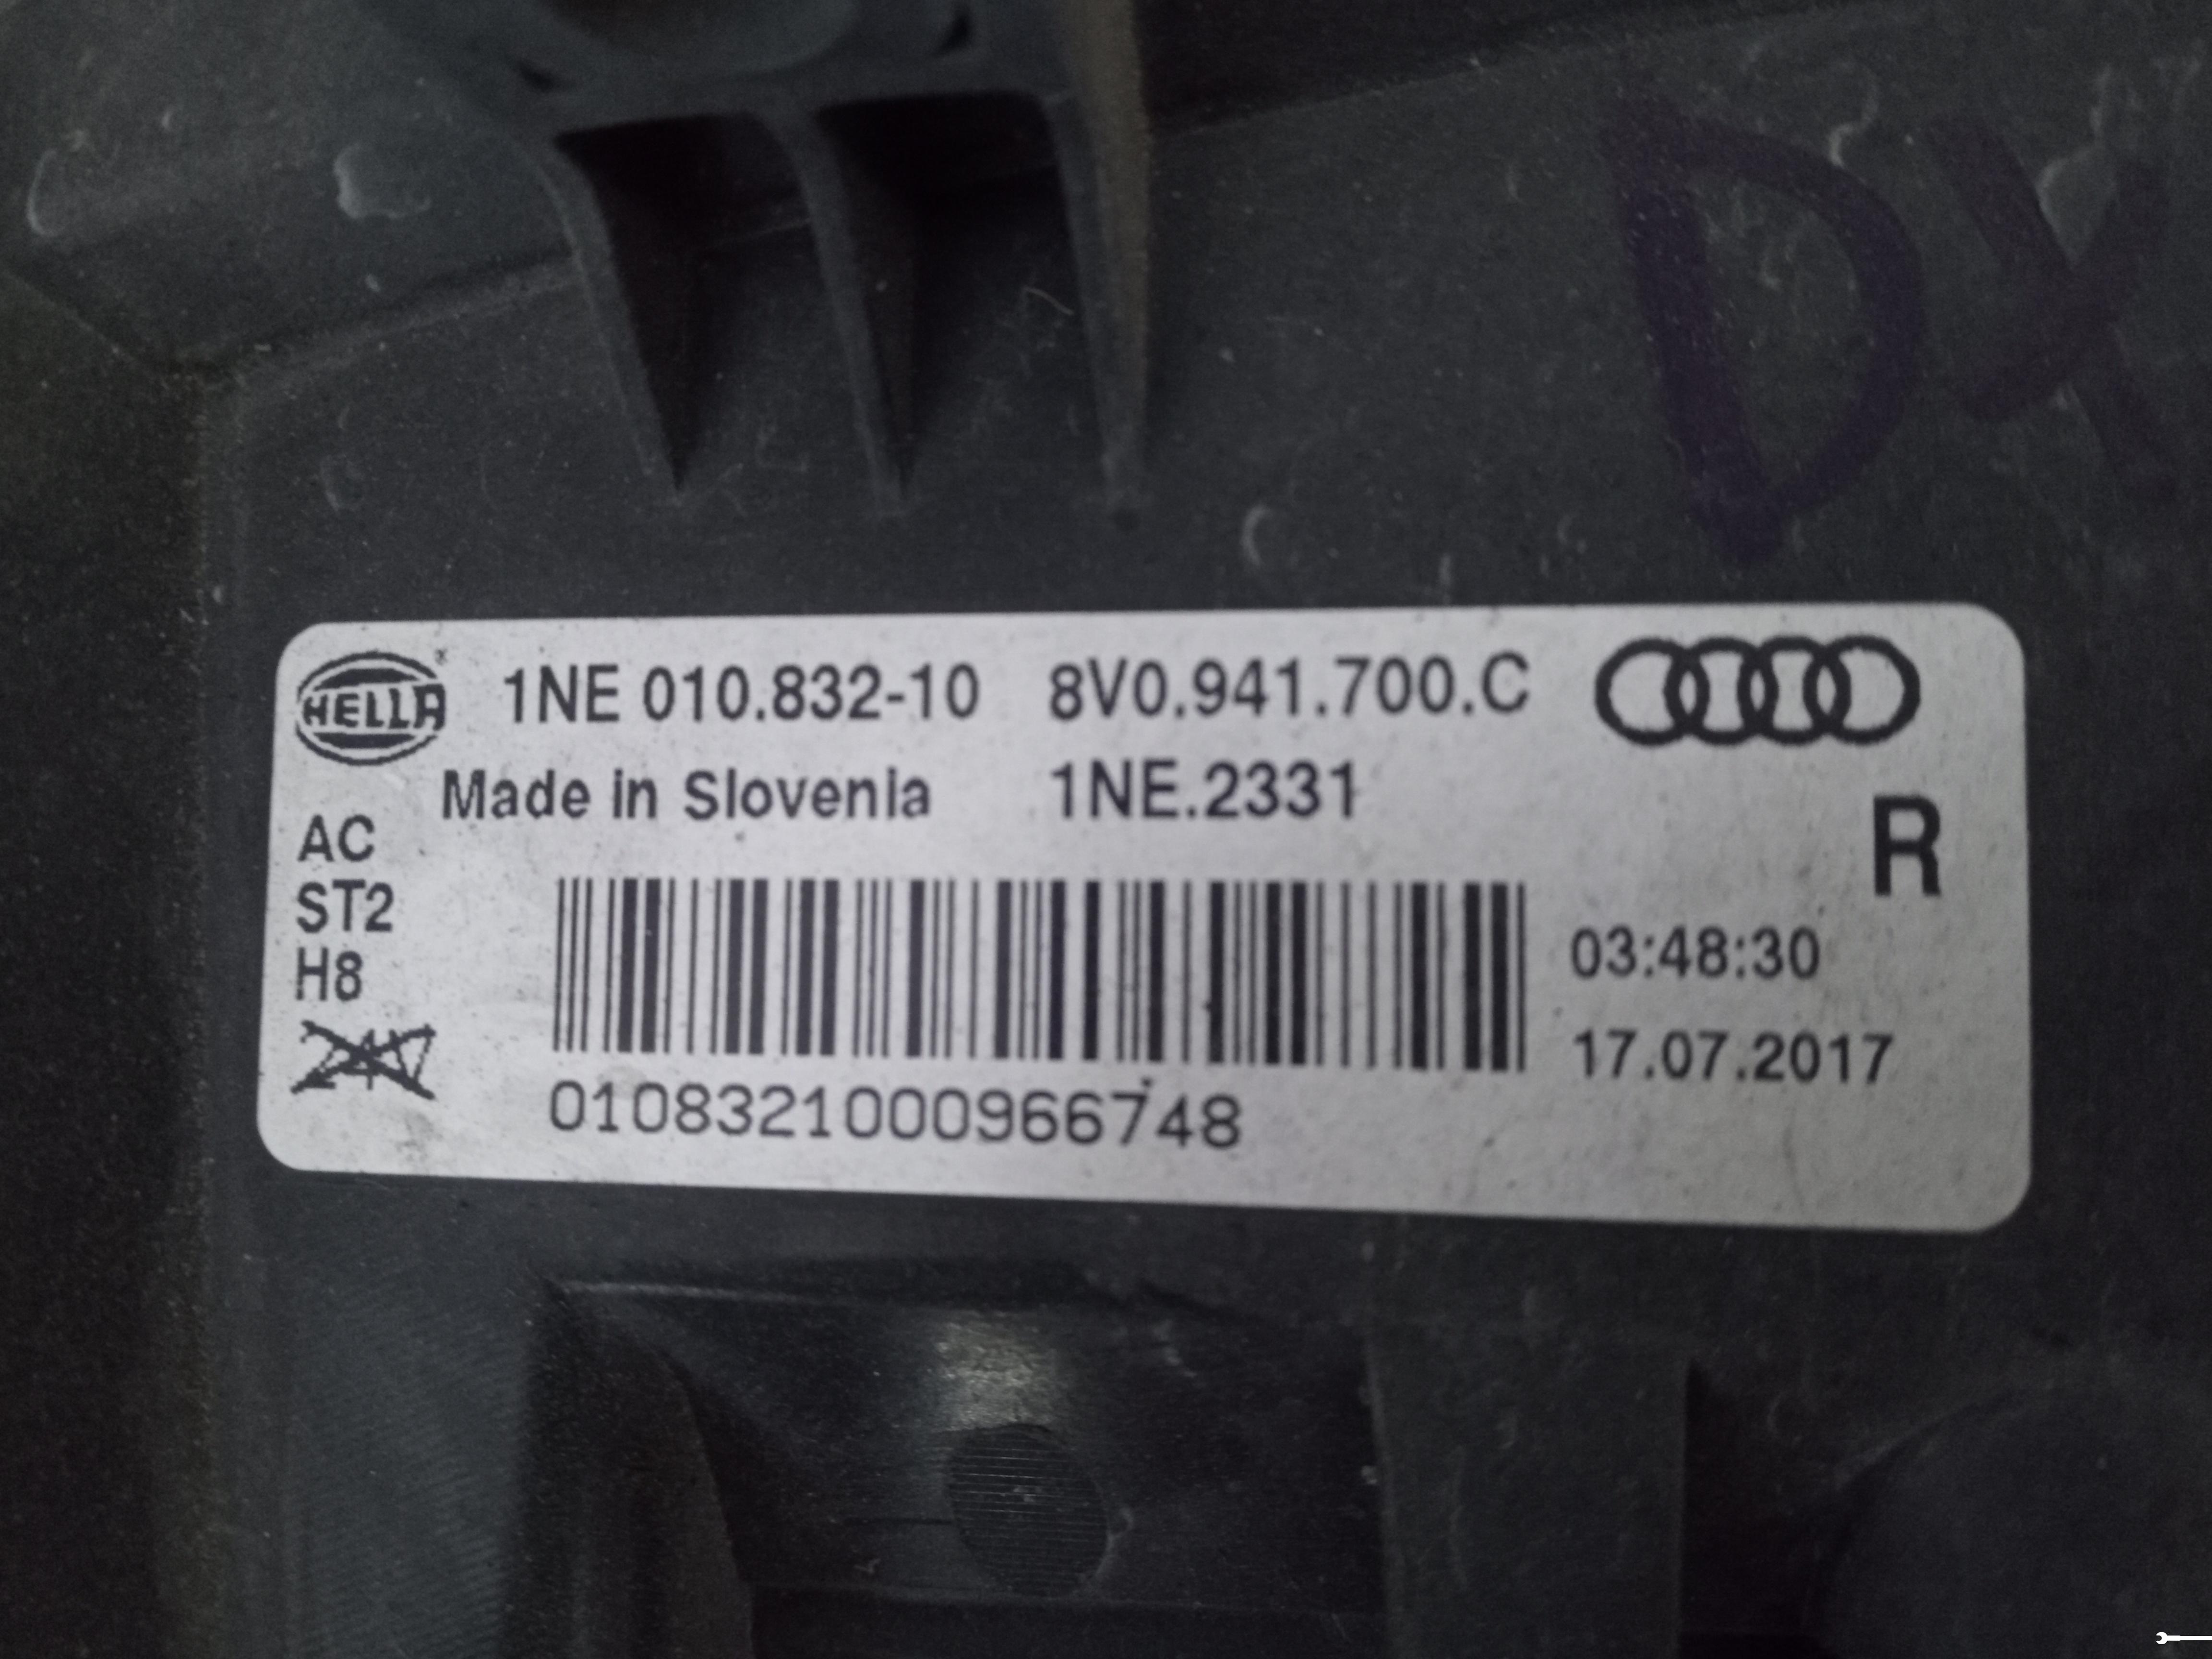 DX
HELLA 1NE 010.832-10 8V0.941.700.C
Made in Slovenia 1NE.2331
R
AC
ST2
H8
03:48:30
17.07.2017
0108321000966748